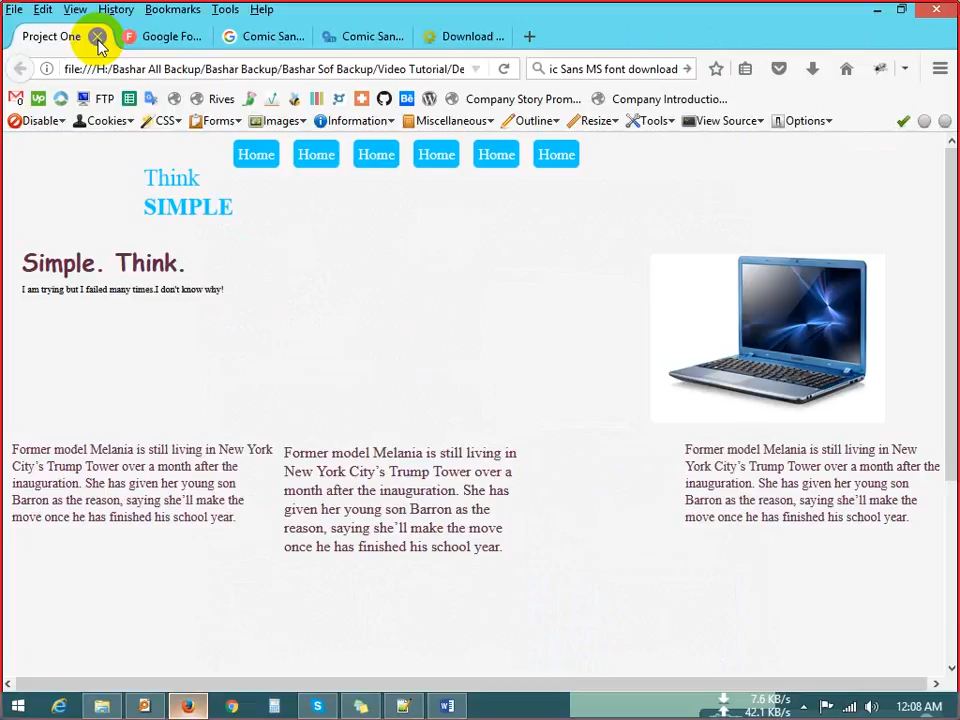 File Edit View History Bookmarks Tools Help
Project One Google Fo... Comic San... Comic San... Download ...
file:///H:/Bashar All Backup/Bashar Backup/Bashar Sof Backup/Video Tutorial/De ic Sans MS font download
Up FTP Rives Bē Company Story Prom... Company Introductio...
Disable Cookies CSS Forms Images Information Miscellaneous Outline Resize Tools View Source Options
Home Home Home Home Home Home
Think
SIMPLE
Simple. Think.
I am trying but I failed many times.I don't know why!
Former model Melania is still living in New York
City's Trump Tower over a month after the
inauguration. She has given her young son
Barron as the reason, saying she'll make the
move once he has finished his school year.
Former model Melania is still living in
New York City's Trump Tower over a
month after the inauguration. She has
given her young son Barron as the
reason, saying she'll make the move
once he has finished his school year.
Former model Melania is still living in New
York City's Trump Tower over a month after the
inauguration. She has given her young son
Barron as the reason, saying she'll make the
move once he has finished his school year.
7.6 KB/s
42.1 KB/s
12:08 AM